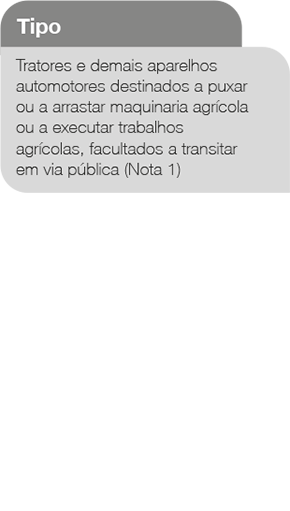 Tipo
Tratores e demais aparelhos
automotores destinados a puxar
ou a arrastar maquinaria agrícola
ou a executar trabalhos
agrícolas, facultados a transitar
em via pública (Nota 1)